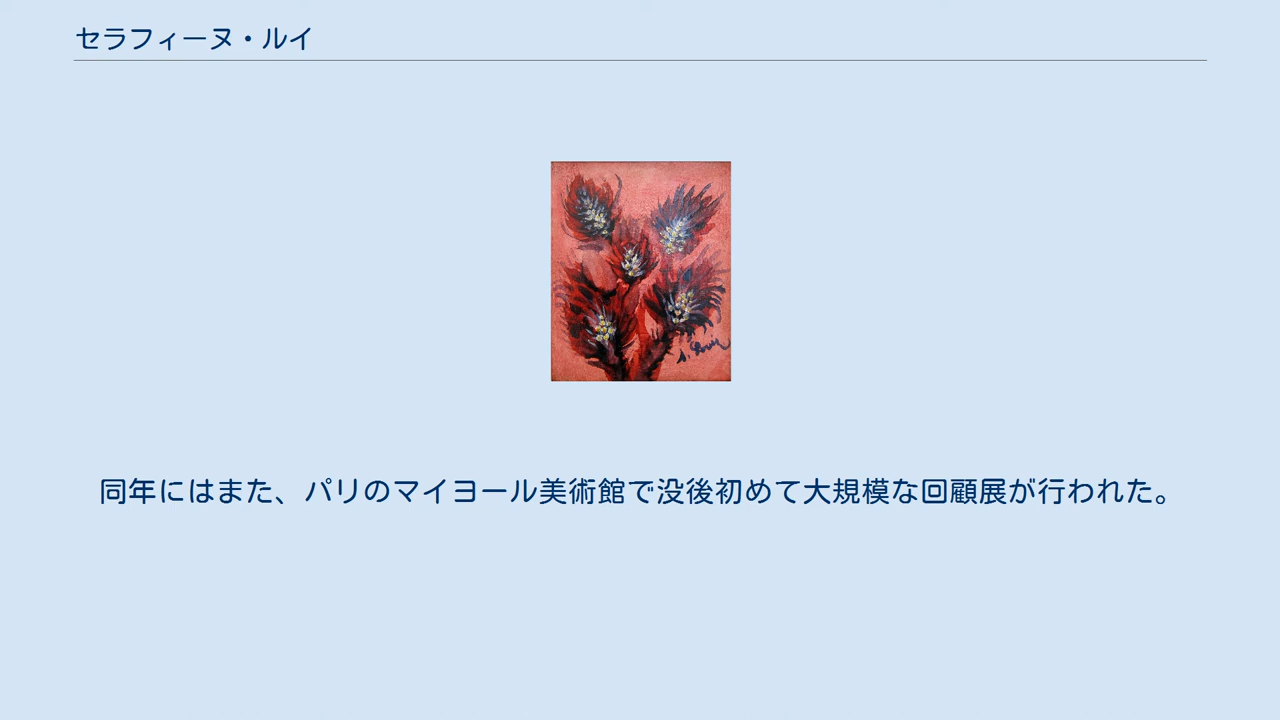 セラフィーヌ・ルイ
S. Louis
同年にはまた、パリのマイヨール美術館で没後初めて大規模な回顧展が行われた。